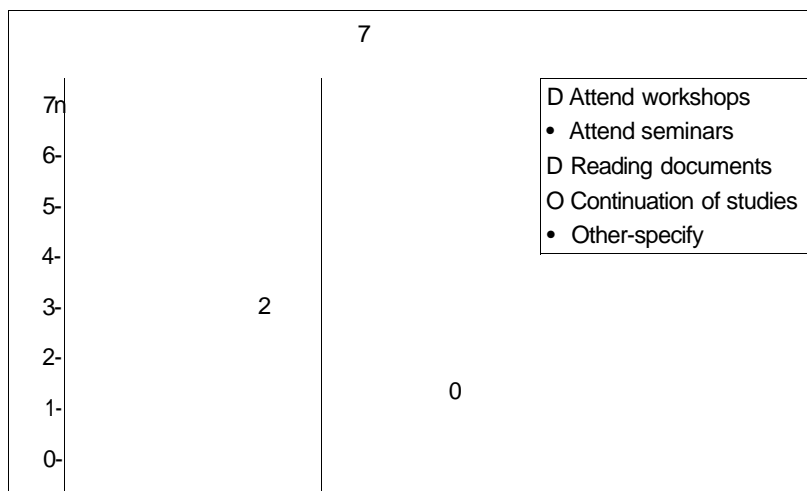 7
7n
6-
5-
4-
3-
2-
1-
0-
2
0
D Attend workshops
• Attend seminars
D Reading documents
O Continuation of studies
• Other-specify